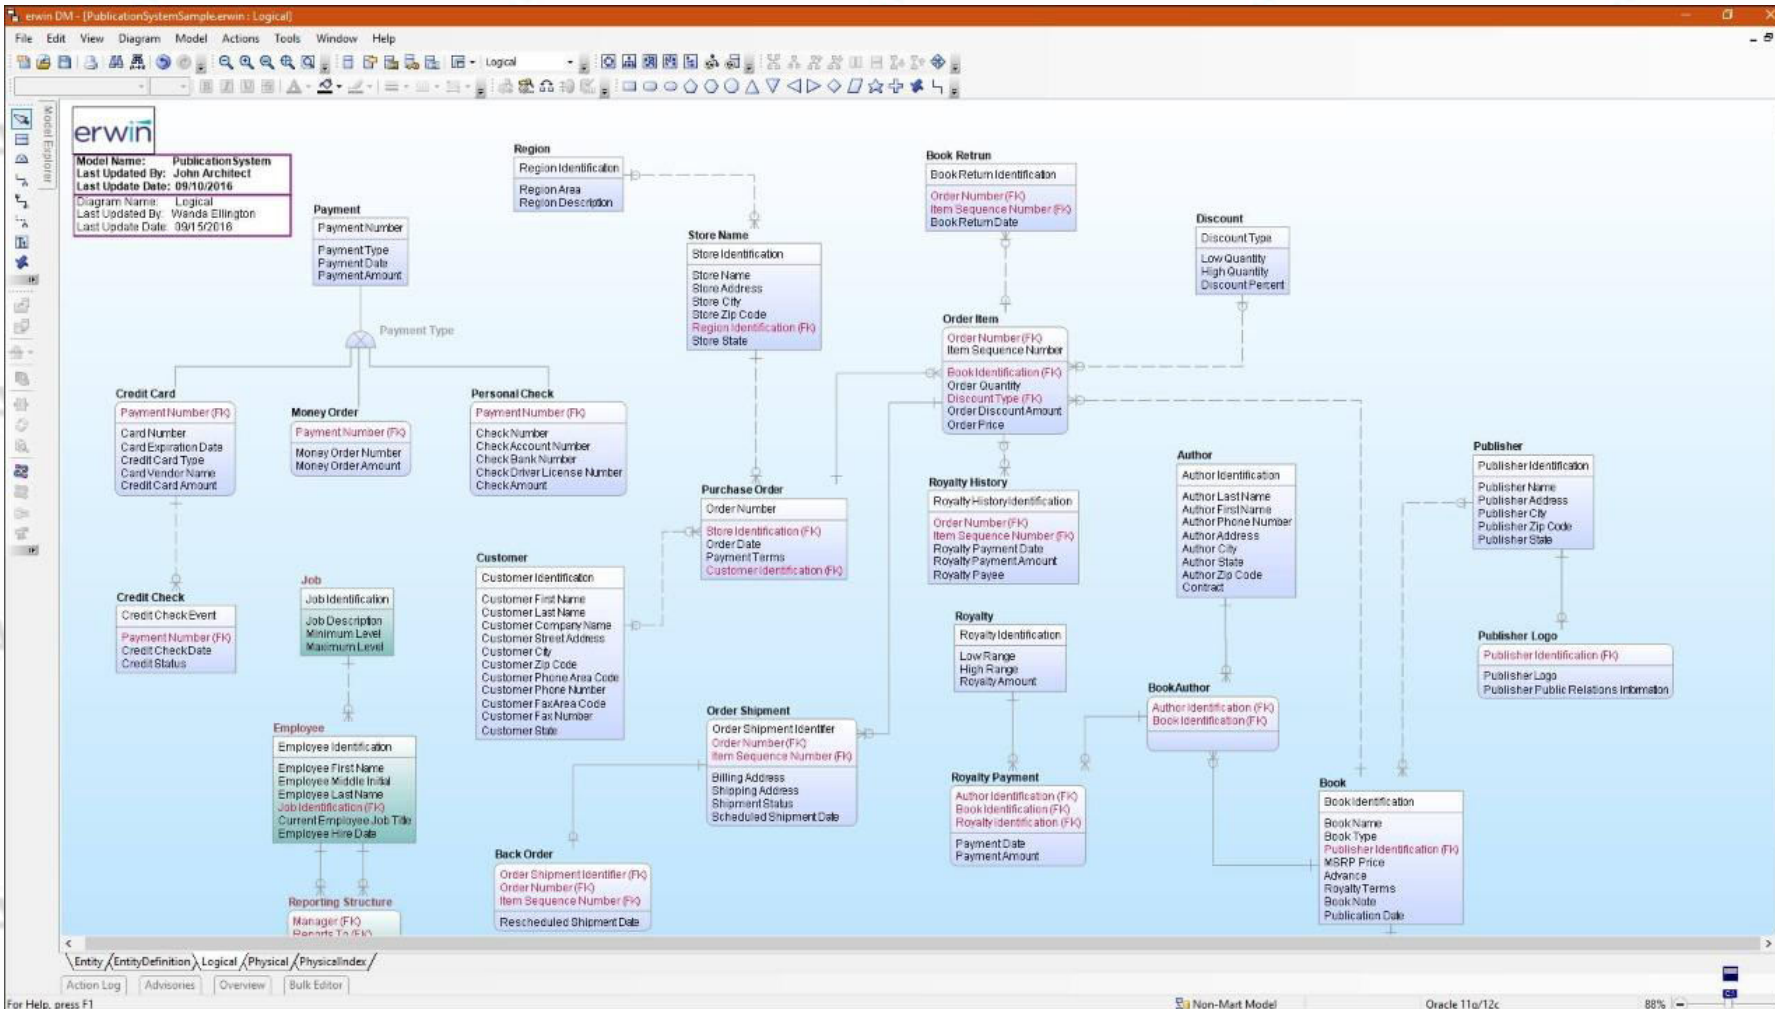 erwin DM - [PublicationSystemSample.erwin : Logical]
File Edit View Diagram Model Actions Tools Window Help
Logical
Model Explorer
erwin
Model Name: PublicationSystem
Last Updated By: John Architect
Last Update Date: 09/10/2016
Diagram Name: Logical
Last Updated By: Wanda Ellington
Last Update Date: 09/15/2016
Payment
Payment Number
Payment Type
Payment Date
Payment Amount
Payment Type
Credit Card
Payment Number (FK)
Card Number
Card Expiration Date
Credit Card Type
Card Vendor Name
Credit Card Amount
Money Order
Payment Number (FK)
Money Order Number
Money Order Amount
Personal Check
Payment Number (FK)
Check Number
Check Account Number
Check Bank Number
Check Driver License Number
Check Amount
Credit Check
Credit Check Event
Payment Number (FK)
Credit Check Date
Credit Status
Job
Job Identification
Job Description
Minimum Level
Maximum Level
Employee
Employee Identification
Employee First Name
Employee Middle Initial
Employee Last Name
Job Identification (FK)
Current Employee Job Title
Employee Hire Date
Reporting Structure
Manager (FK)
Reports To (FK)
Region
Region Identification
Region Area
Region Description
Store Name
Store Identification
Store Name
Store Address
Store City
Store Zip Code
Region Identification (FK)
Store State
Purchase Order
Order Number
Store Identification (FK)
Order Date
Payment Terms
Customer Identification (FK)
Customer
Customer Identification
Customer First Name
Customer Last Name
Customer Company Name
Customer Street Address
Customer City
Customer Zip Code
Customer Phone Area Code
Customer Phone Number
Customer Fax Area Code
Customer Fax Number
Customer State
Order Shipment
Order Shipment Identifer
Order Number (FK)
Item Sequence Number (FK)
Billing Address
Shipping Address
Shipment Status
Scheduled Shipment Date
Back Order
Order Shipment Identifier (FK)
Order Number (FK)
Item Sequence Number (FK)
Rescheduled Shipment Date
Book Retrun
Book Return Identification
Order Number (FK)
Item Sequence Number (FK)
Book Return Date
Discount
Discount Type
Low Quantity
High Quantity
Discount Percent
Order Item
Order Number (FK)
Item Sequence Number
Book Identification (FK)
Order Quantity
Discount Type (FK)
Order Discount Amount
Order Price
Royalty History
Royalty History Identification
Order Number (FK)
Item Sequence Number (FK)
Royalty Payment Date
Royalty Payment Amount
Royalty Payee
Royalty
Royalty Identification
Low Range
High Range
Royalty Amount
Royalty Payment
Author Identification (FK)
Book Identification (FK)
Royalty Identification (FK)
Payment Date
Payment Amount
Author
Author Identification
Author Last Name
Author First Name
Author Phone Number
Author Address
Author City
Author State
Author Zip Code
Contract
BookAuthor
Author Identification (FK)
Book Identification (FK)
Publisher
Publisher Identification
Publisher Name
Publisher Address
Publisher City
Publisher Zip Code
Publisher State
Publisher Logo
Publisher Identification (FK)
Publisher Logo
Publisher Public Relations Information
Book
Book Identification
Book Name
Book Type
Publisher Identification (FK)
MSRP Price
Advance
Royalty Terms
Book Note
Publication Date
Entity EntityDefinition Logical Physical PhysicalIndex
Action Log Advisories Overview Bulk Editor
For Help, press F1 Non-Mart Model Oracle 11g/12c 88%